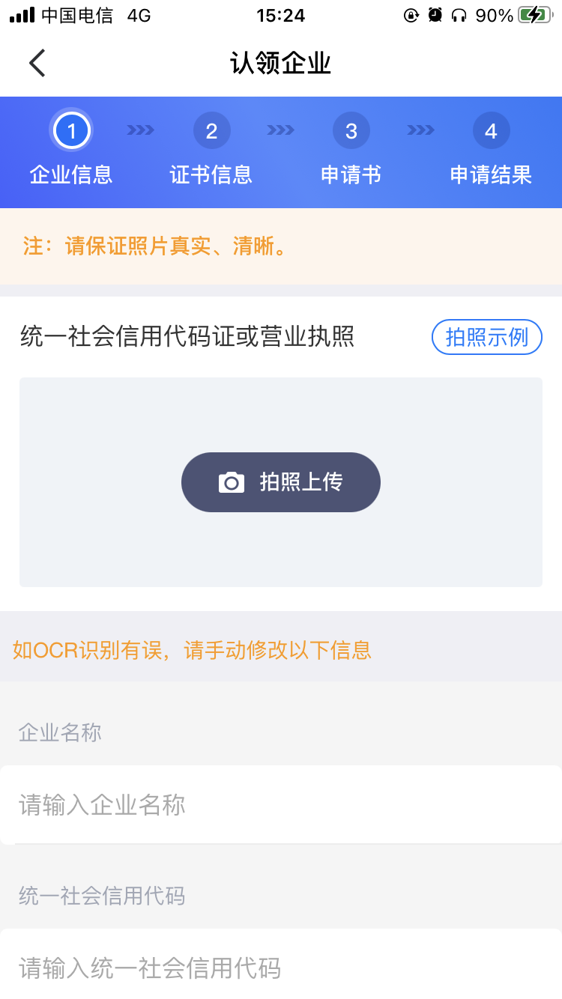 中国电信 4G 15:24 90%
认领企业
1 2 3 4
企业信息 证书信息 申请书 申请结果
注：请保证照片真实、清晰。
统一社会信用代码证或营业执照 拍照示例
拍照上传
如OCR识别有误，请手动修改以下信息
企业名称
请输入企业名称
统一社会信用代码
请输入统一社会信用代码